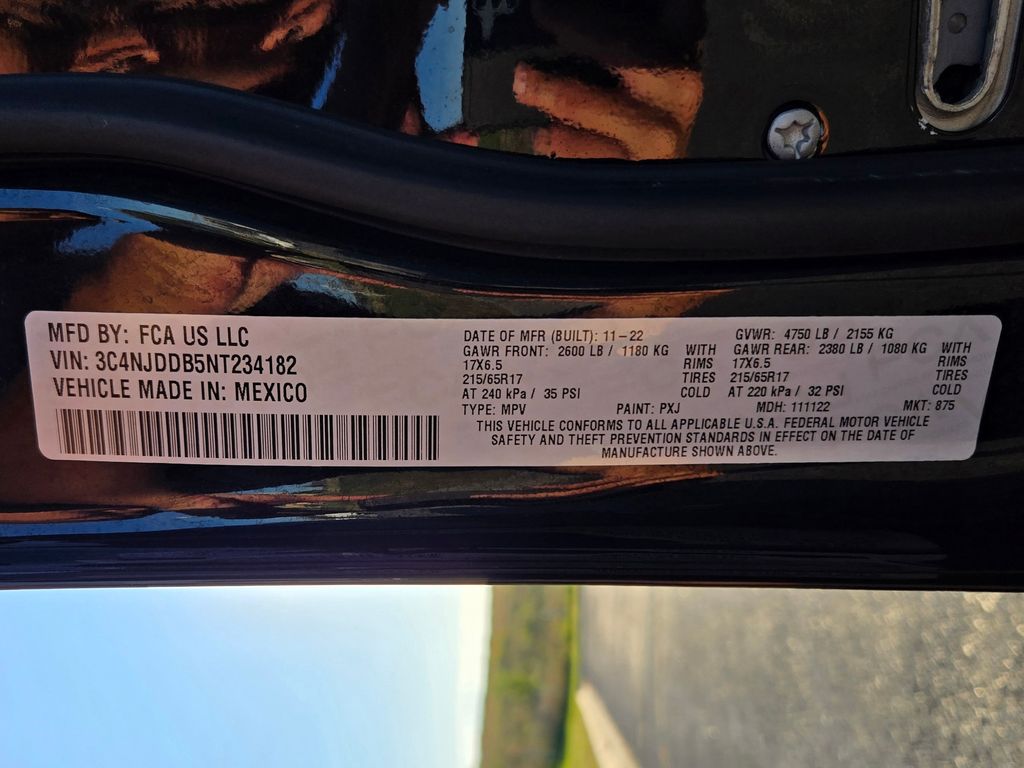 MFD BY: FCA US LLC
VIN: 3C4NJDDB5NT234182
VEHICLE MADE IN: MEXICO
DATE OF MFR (BUILT): 11-22 GVWR: 4750 LB / 2155 KG
GAWR FRONT: 2600 LB / 1180 KG WITH GAWR REAR: 2380 LB / 1080 KG WITH
17X6.5 RIMS 17X6.5 RIMS
215/65R17 TIRES 215/65R17 TIRES
AT 240 kPa / 35 PSI COLD AT 220 kPa / 32 PSI COLD
TYPE: MPV PAINT: PXJ MDH: 111122 MKT: 875
THIS VEHICLE CONFORMS TO ALL APPLICABLE U.S.A. FEDERAL MOTOR VEHICLE
SAFETY AND THEFT PREVENTION STANDARDS IN EFFECT ON THE DATE OF
MANUFACTURE SHOWN ABOVE.